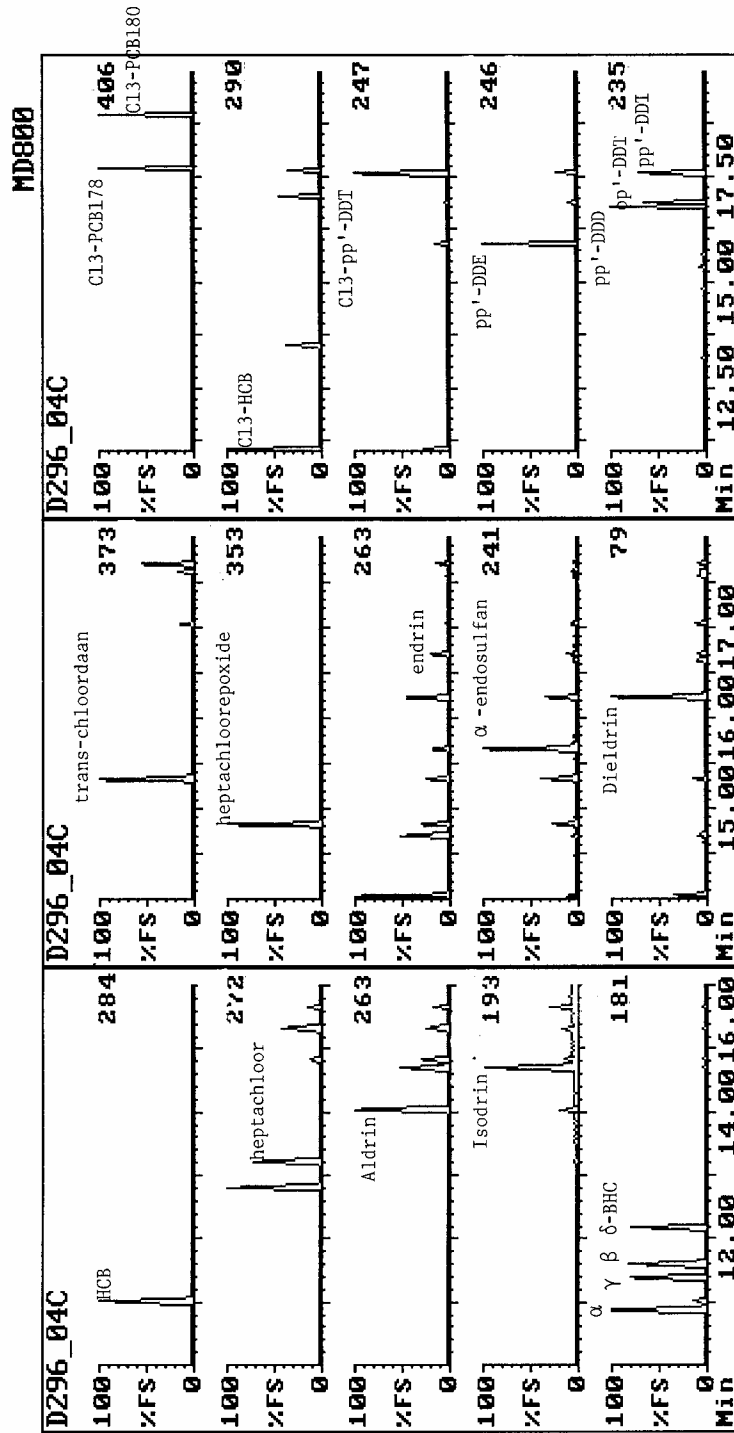 MD800
D296_04C
284
HCB
100
%FS
0
272
heptachloor
100
%FS
0
263
Aldrin
100
%FS
0
193
Isodrin
100
%FS
0
181
α γ β δ-BHC
100
%FS
0
Min 12.00 14.00 16.00
D296_04C
373
trans-chloordaan
100
%FS
0
353
heptachloorepoxide
100
%FS
0
263
endrin
100
%FS
0
241
α-endosulfan
100
%FS
0
79
Dieldrin
100
%FS
0
Min 15.00 16.00 17.00
D296_04C
406
C13-PCB178
C13-PCB180
100
%FS
0
290
C13-HCB
100
%FS
0
247
C13-pp'-DDT
100
%FS
0
246
pp'-DDE
100
%FS
0
235
pp'-DDD
op'-DDT
pp'-DDI
100
%FS
0
Min 12.50 15.00 17.50